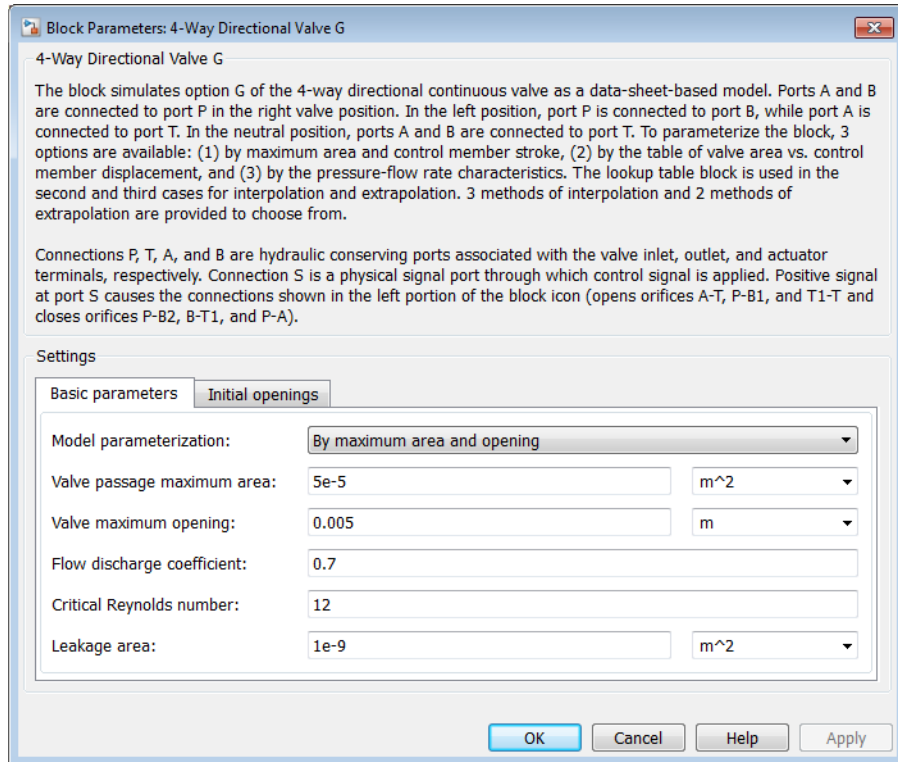 Block Parameters: 4-Way Directional Valve G
4-Way Directional Valve G
The block simulates option G of the 4-way directional continuous valve as a data-sheet-based model. Ports A and B
are connected to port P in the right valve position. In the left position, port P is connected to port B, while port A is
connected to port T. In the neutral position, ports A and B are connected to port T. To parameterize the block, 3
options are available: (1) by maximum area and control member stroke, (2) by the table of valve area vs. control
member displacement, and (3) by the pressure-flow rate characteristics. The lookup table block is used in the
second and third cases for interpolation and extrapolation. 3 methods of interpolation and 2 methods of
extrapolation are provided to choose from.
Connections P, T, A, and B are hydraulic conserving ports associated with the valve inlet, outlet, and actuator
terminals, respectively. Connection S is a physical signal port through which control signal is applied. Positive signal
at port S causes the connections shown in the left portion of the block icon (opens orifices A-T, P-B1, and T1-T and
closes orifices P-B2, B-T1, and P-A).
Settings
Basic parameters Initial openings
Model parameterization: By maximum area and opening
Valve passage maximum area: 5e-5 m^2
Valve maximum opening: 0.005 m
Flow discharge coefficient: 0.7
Critical Reynolds number: 12
Leakage area: 1e-9 m^2
OK Cancel Help Apply